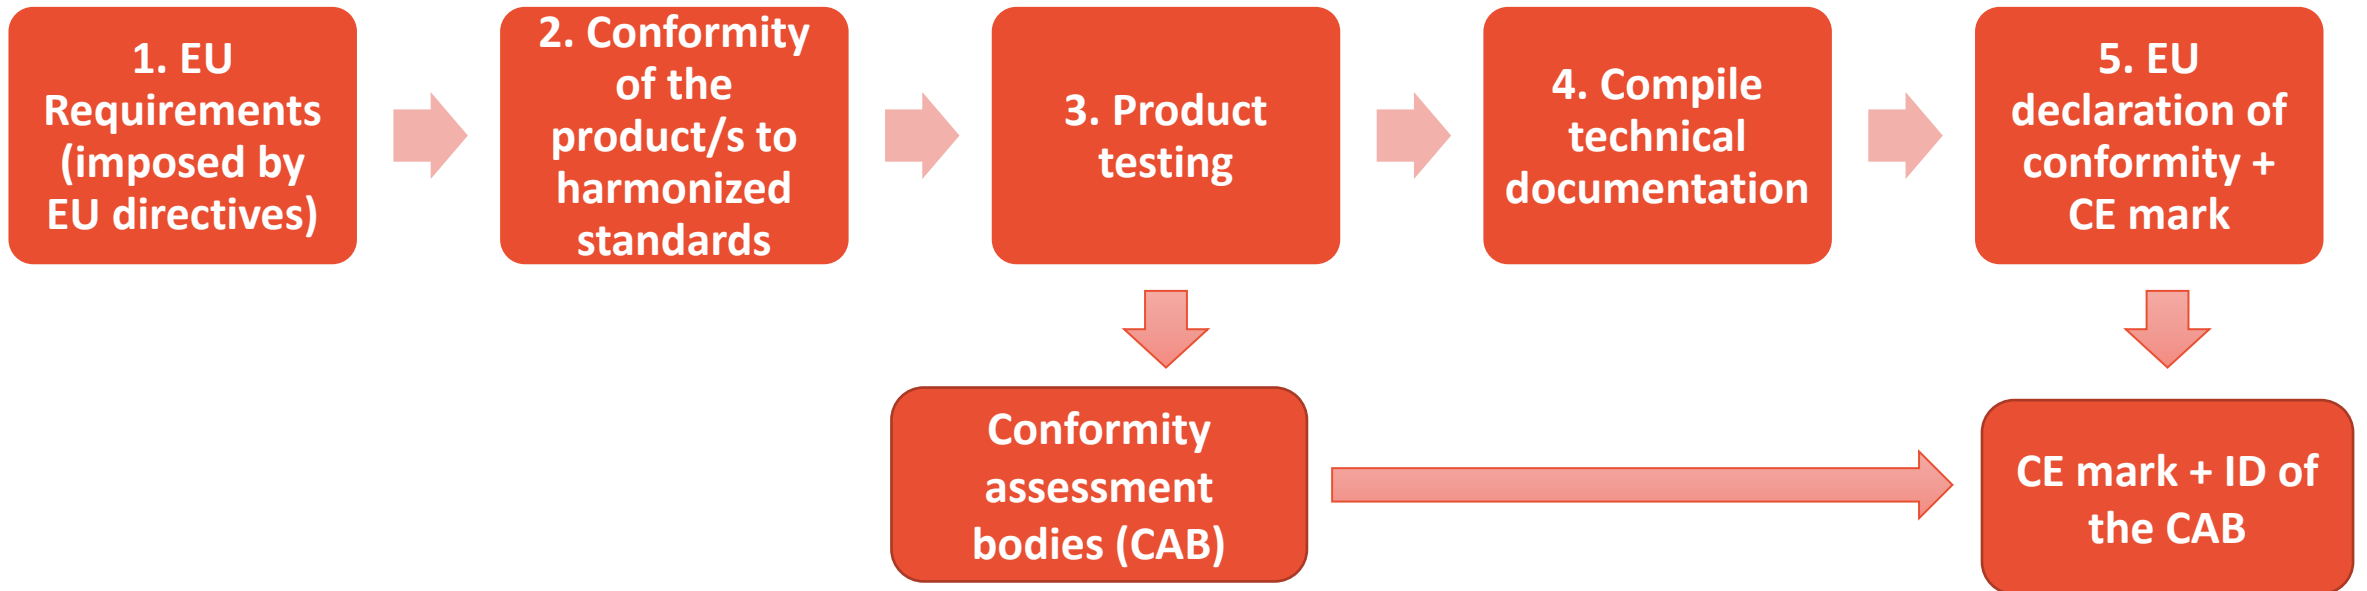 1. EU
Requirements
(imposed by
EU directives)
2. Conformity
of the
product/s to
harmonized
standards
3. Product
testing
4. Compile
technical
documentation
5. EU
declaration of
conformity +
CE mark
Conformity
assessment
bodies (CAB)
CE mark + ID of
the CAB